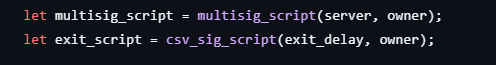 let multisig_script = multisig_script(server, owner);
let exit_script = csv_sig_script(exit_delay, owner);